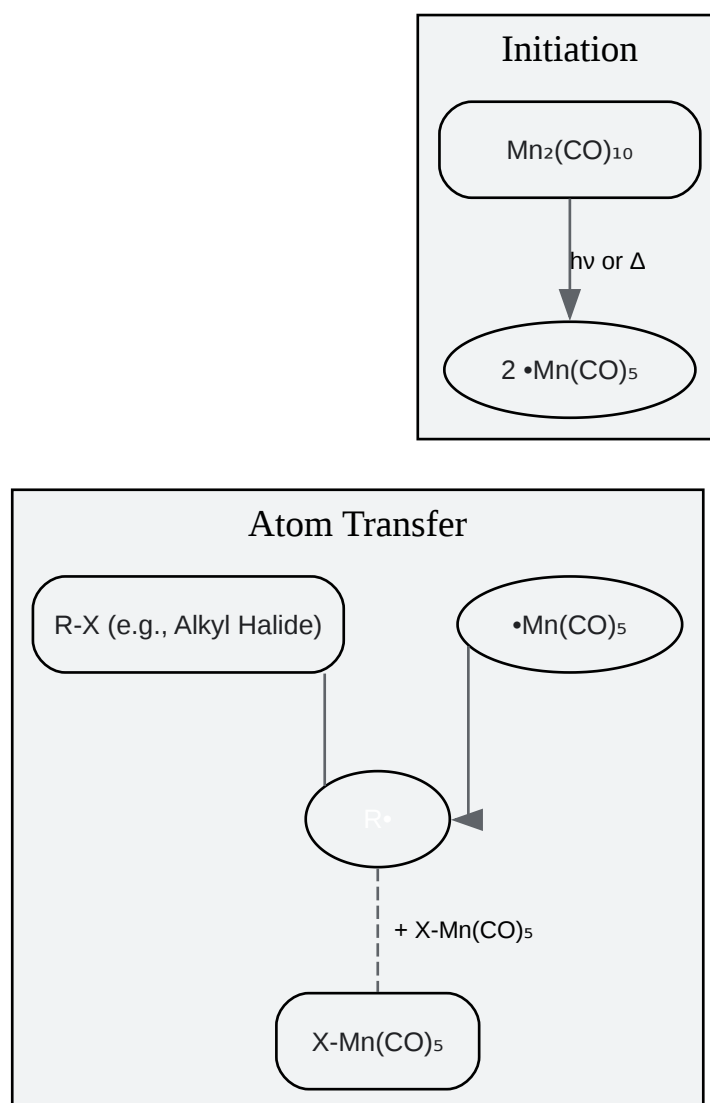 Initiation
Mn₂(CO)₁₀
hν or Δ
2 •Mn(CO)₅
Atom Transfer
R-X (e.g., Alkyl Halide)
•Mn(CO)₅
R•
+ X-Mn(CO)₅
X-Mn(CO)₅